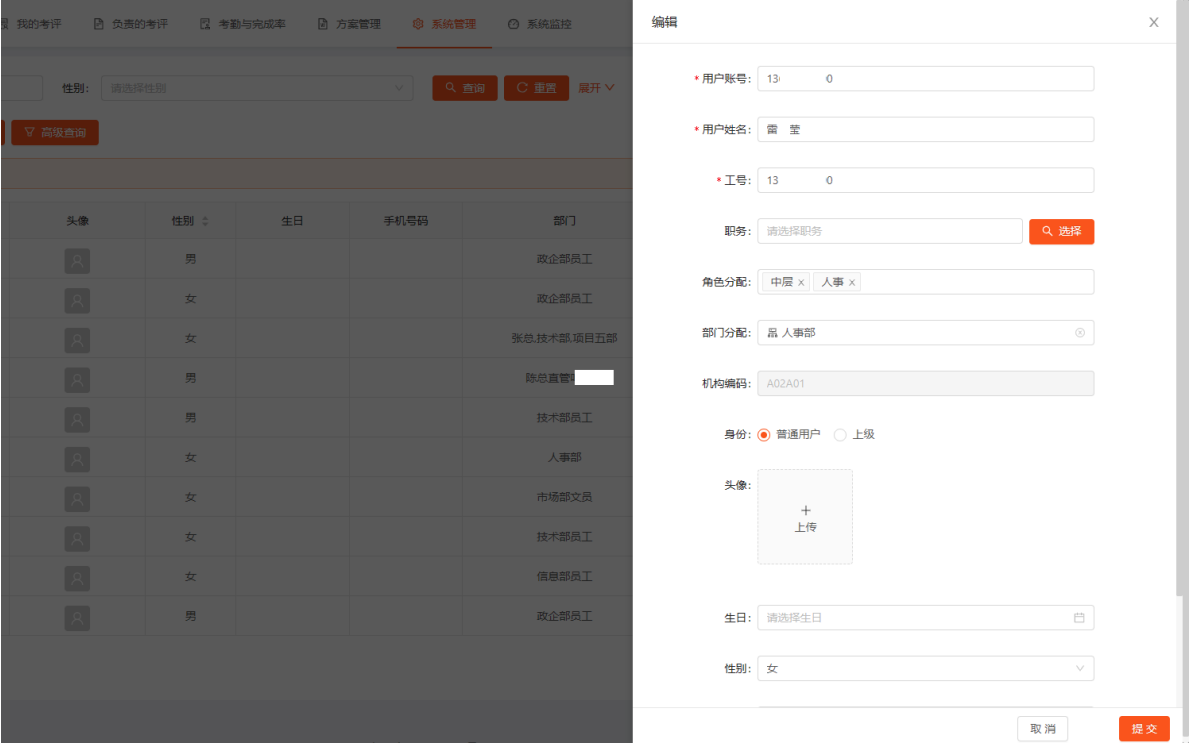 我的考评 负责的考评 考勤与完成率 方案管理 系统管理 系统监控
性别: 请选择性别 查询 重置 展开
高级查询
头像 性别 生日 手机号码 部门
男 政企部员工
女 政企部员工
女 张总,技术部,项目五部
男 陈总直管
男 技术部员工
女 人事部
女 市场部文员
女 技术部员工
女 信息部员工
男 政企部员工
编辑
* 用户账号: 13 0
* 用户姓名: 雷 莹
* 工号: 13 0
职务: 请选择职务 选择
角色分配: 中层 x 人事 x
部门分配: 人事部
机构编码: A02A01
身份: 普通用户 上级
头像: + 上传
生日: 请选择生日
性别: 女
取消 提交